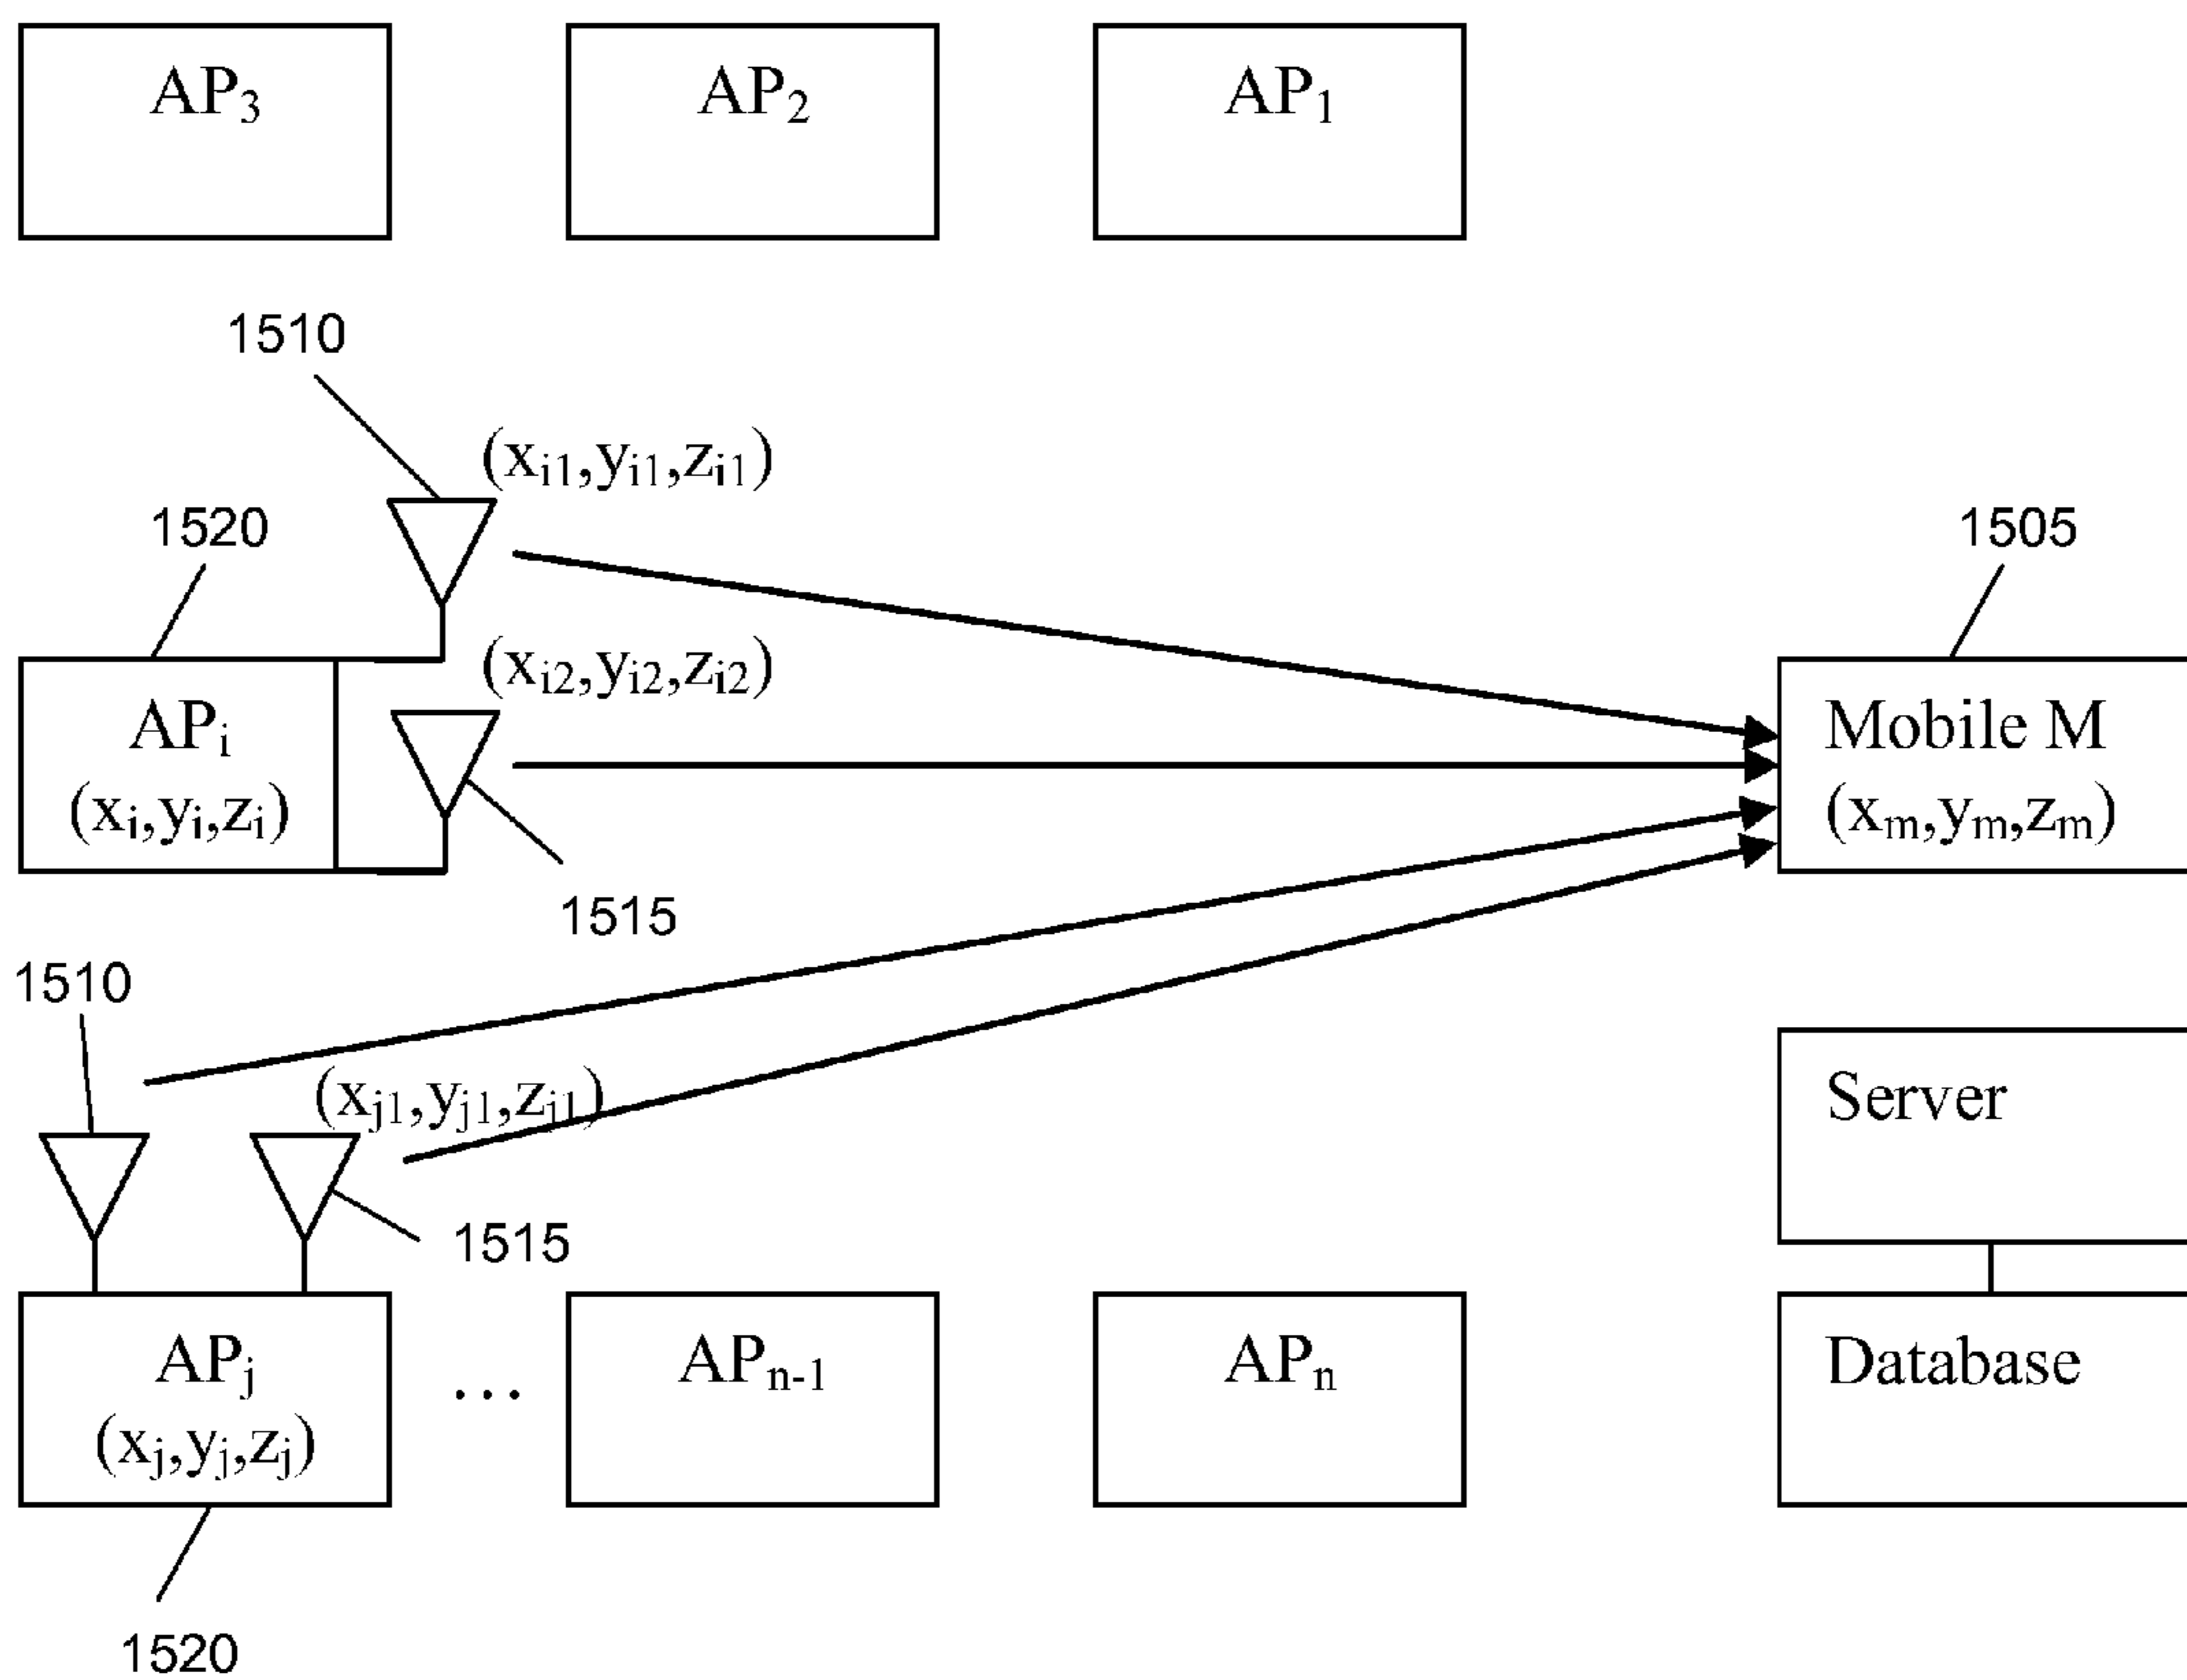 AP₃ AP₂ AP₁
1510
(xᵢ₁,yᵢ₁,zᵢ₁)
1520
1505
(xᵢ₂,yᵢ₂,zᵢ₂)
APᵢ
(xᵢ,yᵢ,zᵢ)
Mobile M
(xₘ,yₘ,zₘ)
1515
1510
(xⱼ₁,yⱼ₁,zⱼ₁)
Server
1515
APⱼ
(xⱼ,yⱼ,zⱼ)
... APₙ₋₁ APₙ
Database
1520